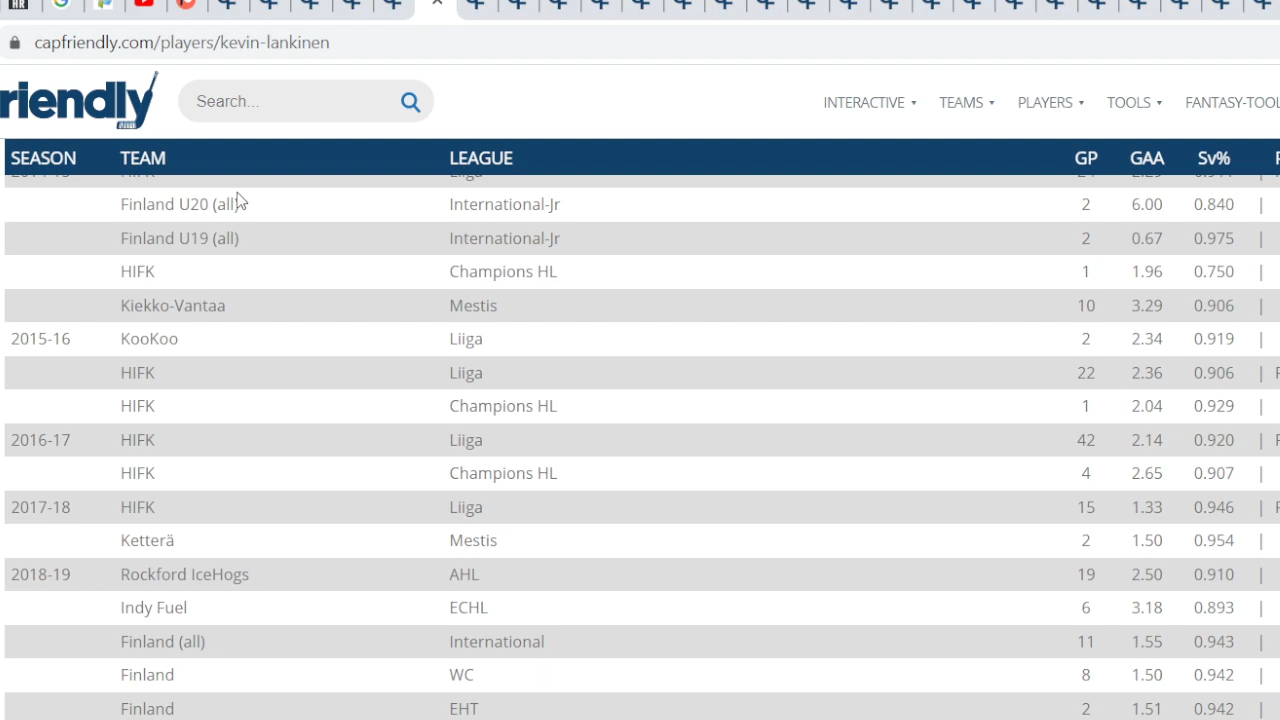 HR
capfriendly.com/players/kevin-lankinen
riendly
Search...
INTERACTIVE TEAMS PLAYERS TOOLS FANTASY-TOOL
SEASON TEAM LEAGUE GP GAA Sv%
Finland U20 (all) International-Jr 2 6.00 0.840 |
Finland U19 (all) International-Jr 2 0.67 0.975 |
HIFK Champions HL 1 1.96 0.750 |
Kiekko-Vantaa Mestis 10 3.29 0.906 |
2015-16 KooKoo Liiga 2 2.34 0.919 |
HIFK Liiga 22 2.36 0.906 |
HIFK Champions HL 1 2.04 0.929 |
2016-17 HIFK Liiga 42 2.14 0.920 |
HIFK Champions HL 4 2.65 0.907 |
2017-18 HIFK Liiga 15 1.33 0.946 |
Ketterä Mestis 2 1.50 0.954 |
2018-19 Rockford IceHogs AHL 19 2.50 0.910 |
Indy Fuel ECHL 6 3.18 0.893 |
Finland (all) International 11 1.55 0.943 |
Finland WC 8 1.50 0.942 |
Finland EHT 2 1.51 0.942 |